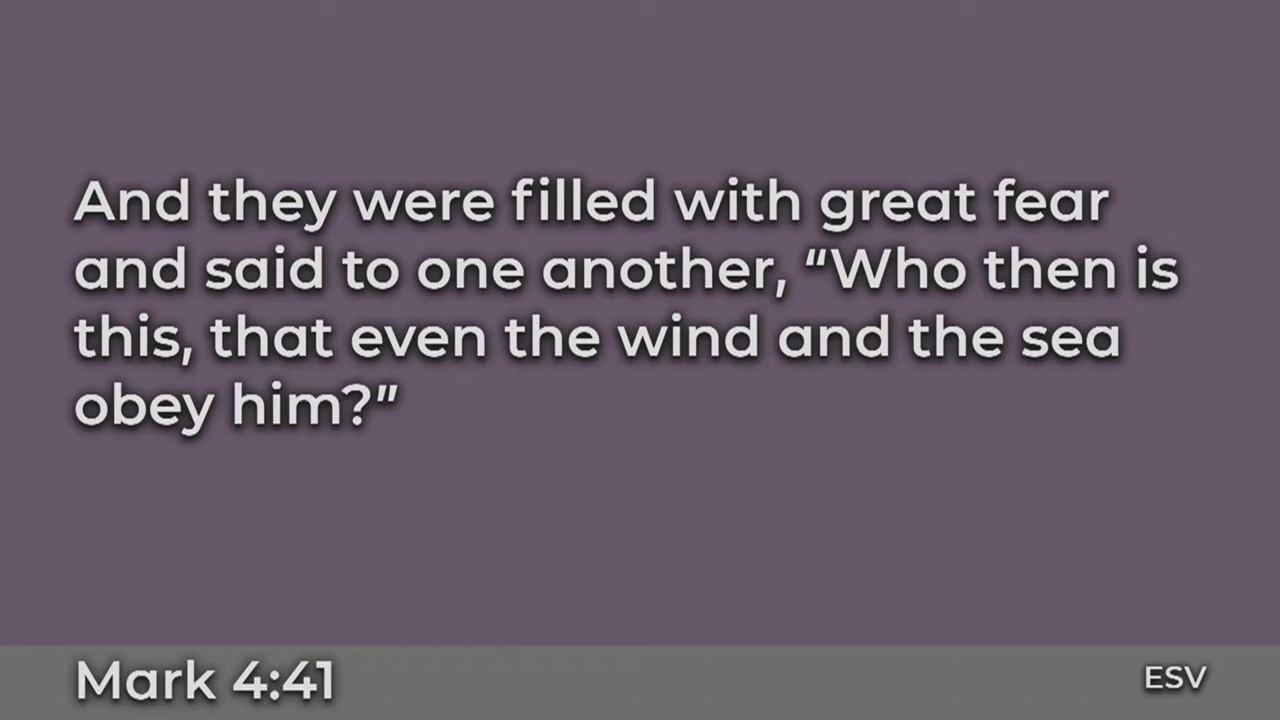 And they were filled with great fear
and said to one another, “Who then is
this, that even the wind and the sea
obey him?”
Mark 4:41
ESV